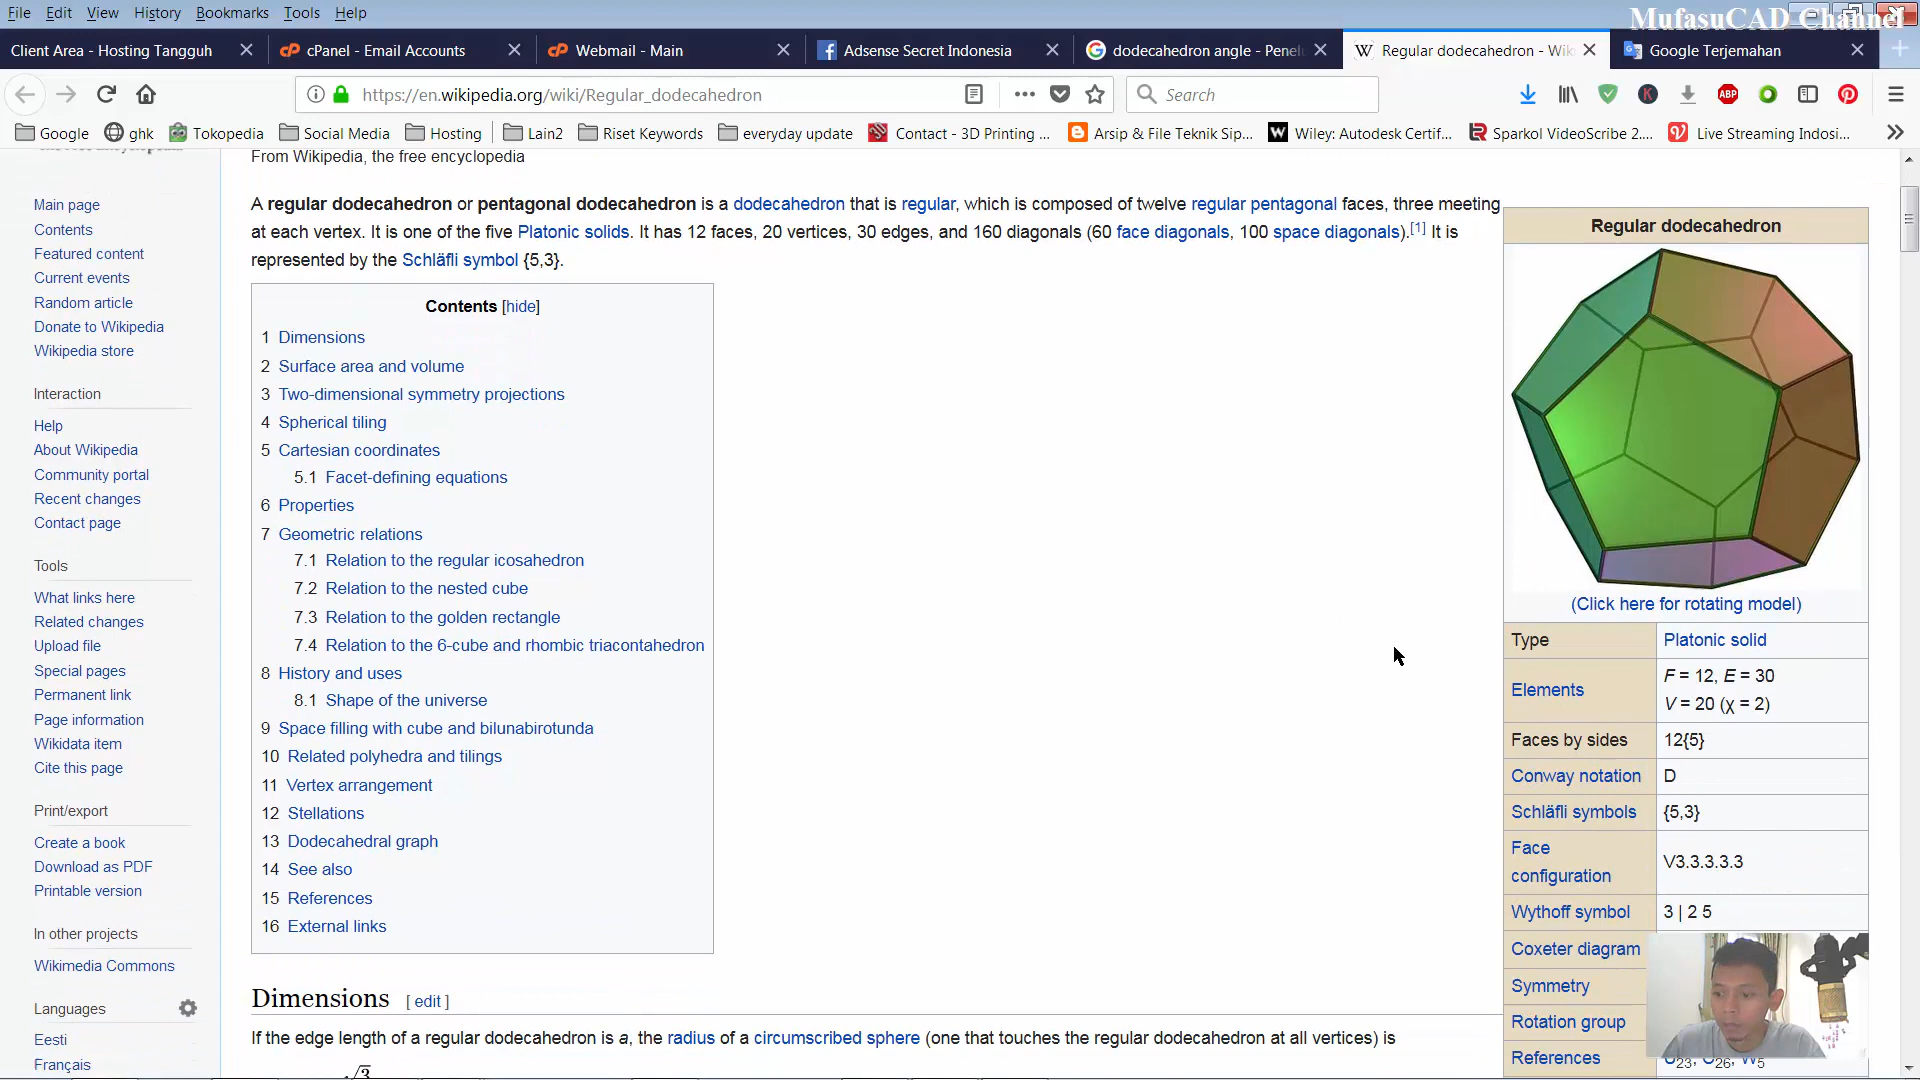 File Edit View History Bookmarks Tools Help
MufasuCAD Channel
Client Area - Hosting Tangguh
cPanel - Email Accounts
Webmail - Main
Adsense Secret Indonesia
dodecahedron angle - Penel
Regular dodecahedron - Wik
Google Terjemahan
https://en.wikipedia.org/wiki/Regular_dodecahedron
Search
Google ghk Tokopedia Social Media Hosting Lain2 Riset Keywords everyday update Contact - 3D Printing ... Arsip & File Teknik Sip... Wiley: Autodesk Certif... Sparkol VideoScribe 2.... Live Streaming Indosi...
From Wikipedia, the free encyclopedia
A regular dodecahedron or pentagonal dodecahedron is a dodecahedron that is regular, which is composed of twelve regular pentagonal faces, three meeting
at each vertex. It is one of the five Platonic solids. It has 12 faces, 20 vertices, 30 edges, and 160 diagonals (60 face diagonals, 100 space diagonals).[1] It is
represented by the Schläfli symbol {5,3}.
Main page
Contents
Featured content
Current events
Random article
Donate to Wikipedia
Wikipedia store
Interaction
Help
About Wikipedia
Community portal
Recent changes
Contact page
Tools
What links here
Related changes
Upload file
Special pages
Permanent link
Page information
Wikidata item
Cite this page
Print/export
Create a book
Download as PDF
Printable version
In other projects
Wikimedia Commons
Languages
Eesti
Français
Contents [hide]
1 Dimensions
2 Surface area and volume
3 Two-dimensional symmetry projections
4 Spherical tiling
5 Cartesian coordinates
5.1 Facet-defining equations
6 Properties
7 Geometric relations
7.1 Relation to the regular icosahedron
7.2 Relation to the nested cube
7.3 Relation to the golden rectangle
7.4 Relation to the 6-cube and rhombic triacontahedron
8 History and uses
8.1 Shape of the universe
9 Space filling with cube and bilunabirotunda
10 Related polyhedra and tilings
11 Vertex arrangement
12 Stellations
13 Dodecahedral graph
14 See also
15 References
16 External links
Dimensions [ edit ]
If the edge length of a regular dodecahedron is a, the radius of a circumscribed sphere (one that touches the regular dodecahedron at all vertices) is
Regular dodecahedron
(Click here for rotating model)
Type Platonic solid
Elements F = 12, E = 30
V = 20 (χ = 2)
Faces by sides 12{5}
Conway notation D
Schläfli symbols {5,3}
Face configuration V3.3.3.3.3
Wythoff symbol 3 | 2 5
Coxeter diagram
Symmetry
Rotation group
References U23, C26, W5